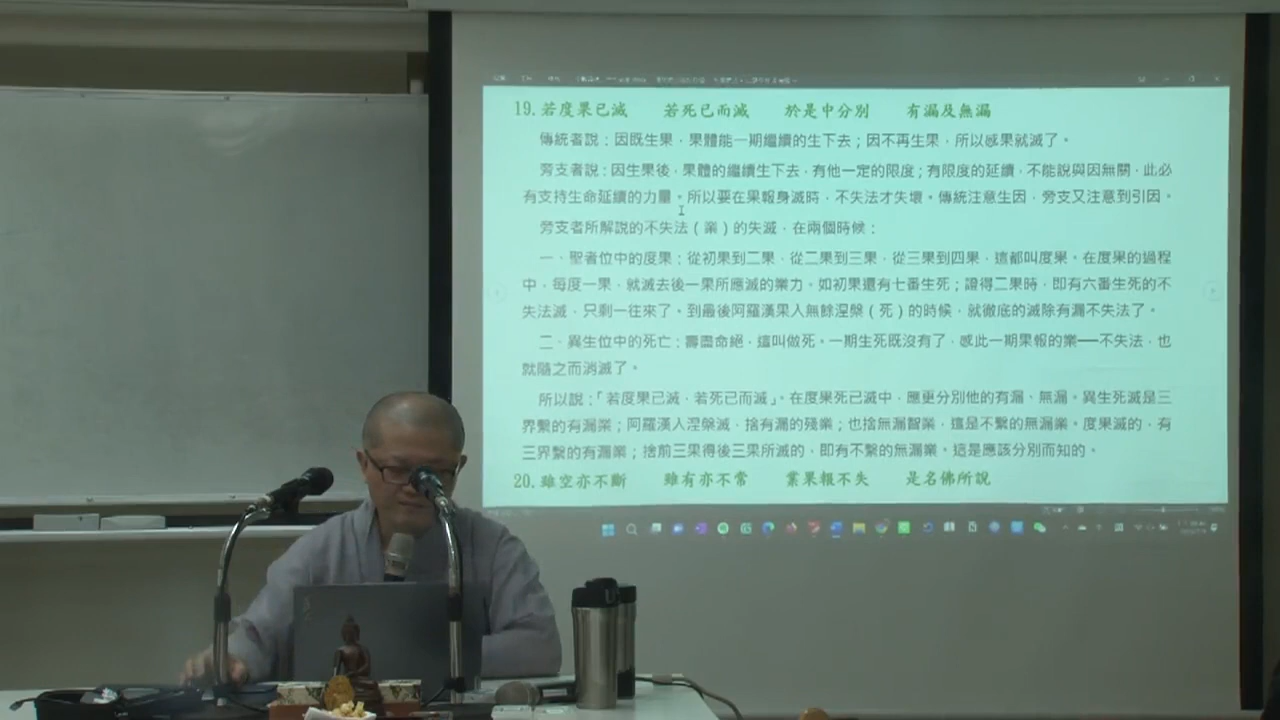 19. 若度果已滅　若死已而滅　於是中分別　有漏及無漏
傳統者說：因既生果，果體能一期繼續的生下去；因不再生果，所以感果就滅了。
旁支者說：因生果後，果體的繼續生下去，有他一定的限度；有限度的延續，不能說與因無關，此必
有支持生命延續的力量。所以要在果報身滅時，不失法才失壞。傳統注意生因，旁支又注意到引因。
旁支者所解說的不失法（業）的失滅，在兩個時候：
一、聖者位中的度果：從初果到二果，從二果到三果，從三果到四果，這都叫度果。在度果的過程
中，每度一果，就滅去後一果所應滅的業力。如初果還有七番生死；證得二果時，即有六番生死的不
失法滅，只剩一往來了。到最後阿羅漢果人無餘涅槃（死）的時候，就徹底的滅除有漏不失法了。
二、異生位中的死亡：壽盡命絕，這叫做死。一期生死既沒有了，感此一期果報的業──不失法，也
就隨之而消滅了。
所以說：「若度果已滅，若死已而滅」。在度果死已滅中，應更分別他的有漏、無漏。異生死滅是三
界繫的有漏業；阿羅漢人涅槃滅，捨有漏的殘業；也捨無漏智業，這是不繫的無漏業。度果滅的，有
三界繫的有漏業；捨前三果得後三果所滅的，即有不繫的無漏業。這是應該分別而知的。
20. 雖空亦不斷　雖有亦不常　業果報不失　是名佛所說